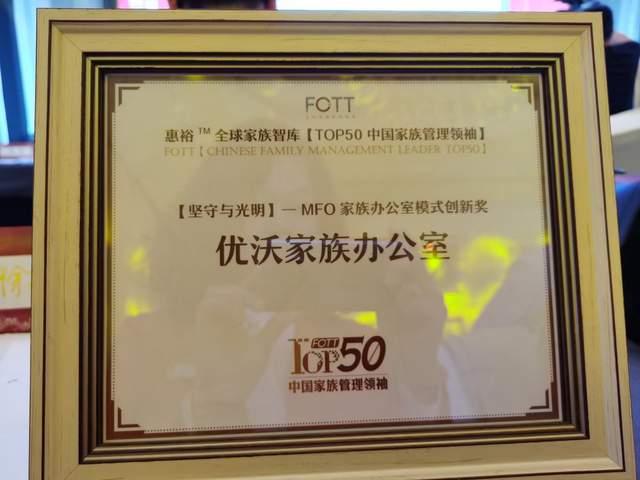 FOTT
惠裕™ 全球家族智库【TOP50 中国家族管理领袖】
FOTT【 CHINESE FAMILY MANAGEMENT LEADER TOP50】
【坚守与光明】— MFO 家族办公室模式创新奖
优沃家族办公室
FOTT
TOP50
中国家族管理领袖